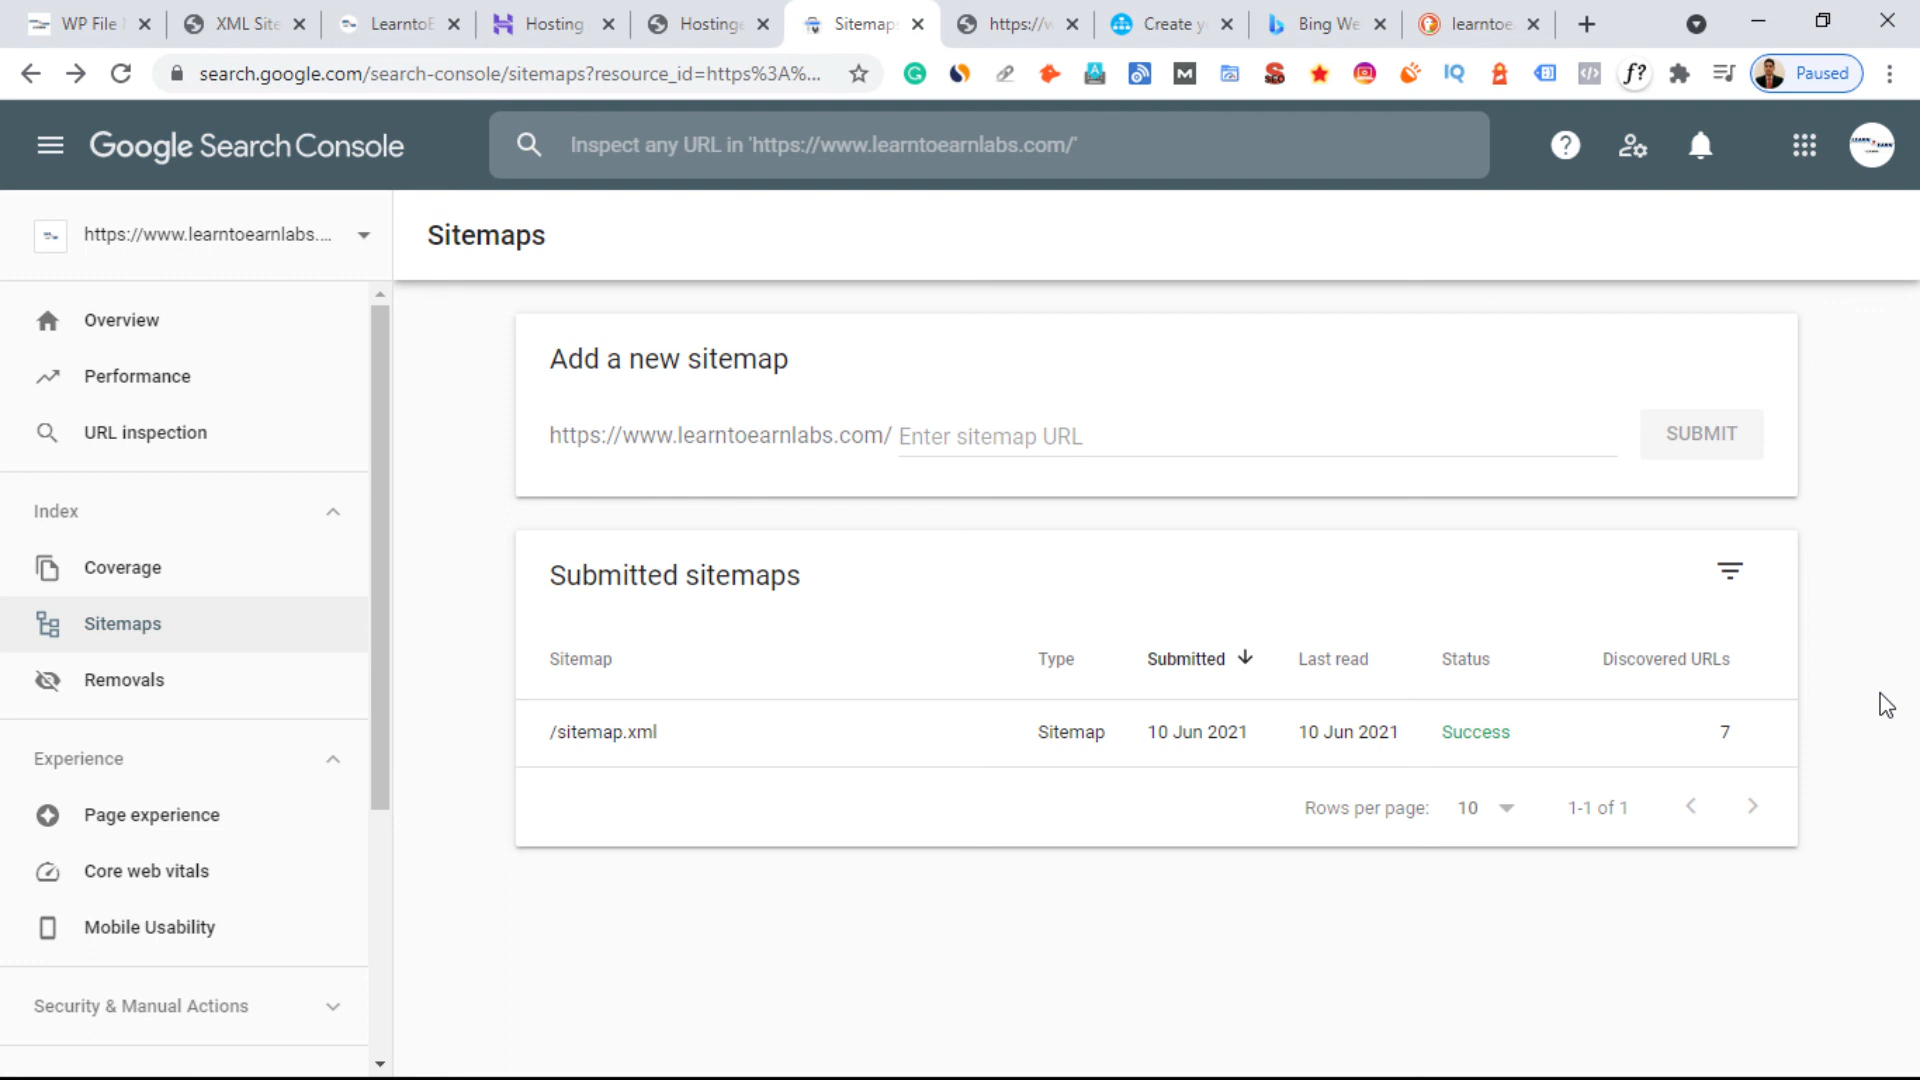 WP File
XML Site
LearntoE
Hosting
Hostinge
Sitemaps
https://w
Create y
Bing We
learntoe
search.google.com/search-console/sitemaps?resource_id=https%3A%...
Paused
Google Search Console
Inspect any URL in 'https://www.learntoearnlabs.com/'
https://www.learntoearnlabs....
Sitemaps
Overview
Performance
URL inspection
Index
Coverage
Sitemaps
Removals
Experience
Page experience
Core web vitals
Mobile Usability
Security & Manual Actions
Add a new sitemap
https://www.learntoearnlabs.com/ Enter sitemap URL
SUBMIT
Submitted sitemaps
Sitemap Type Submitted Last read Status Discovered URLs
/sitemap.xml Sitemap 10 Jun 2021 10 Jun 2021 Success 7
Rows per page: 10 1-1 of 1